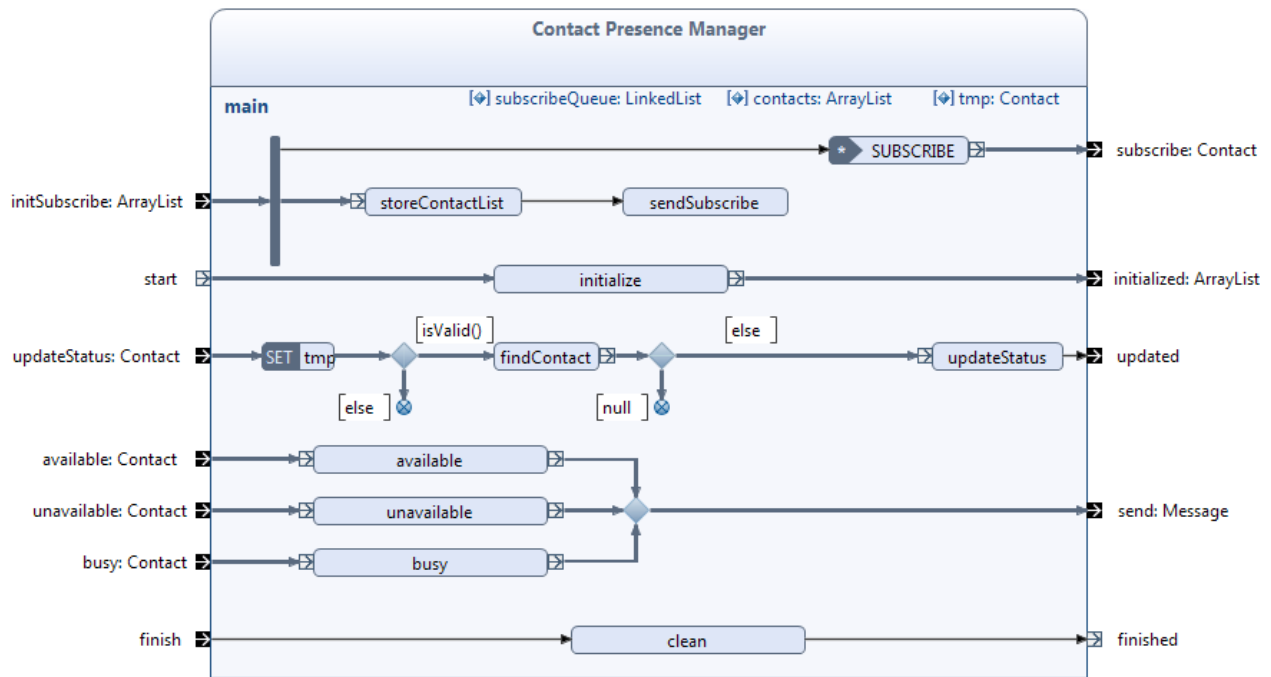 Contact Presence Manager
main
subscribeQueue: LinkedList
contacts: ArrayList
tmp: Contact
* SUBSCRIBE
subscribe: Contact
initSubscribe: ArrayList
storeContactList
sendSubscribe
start
initialize
initialized: ArrayList
[isValid()]
[else ]
updateStatus: Contact
SET tmp
findContact
updateStatus
updated
[else ]
[null ]
available: Contact
available
unavailable: Contact
unavailable
send: Message
busy: Contact
busy
finish
clean
finished